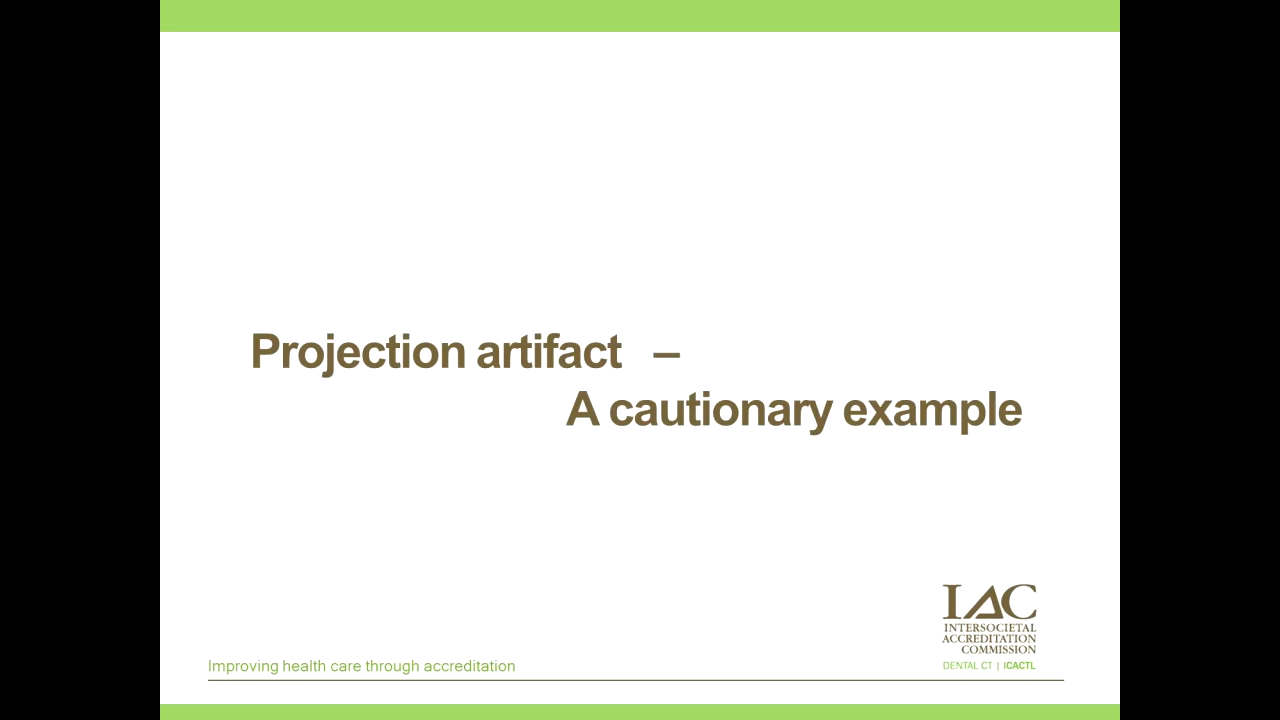 Projection artifact –
A cautionary example
IAC
INTERSOCIETAL
ACCREDITATION
COMMISSION
DENTAL CT | ICACTL
Improving health care through accreditation